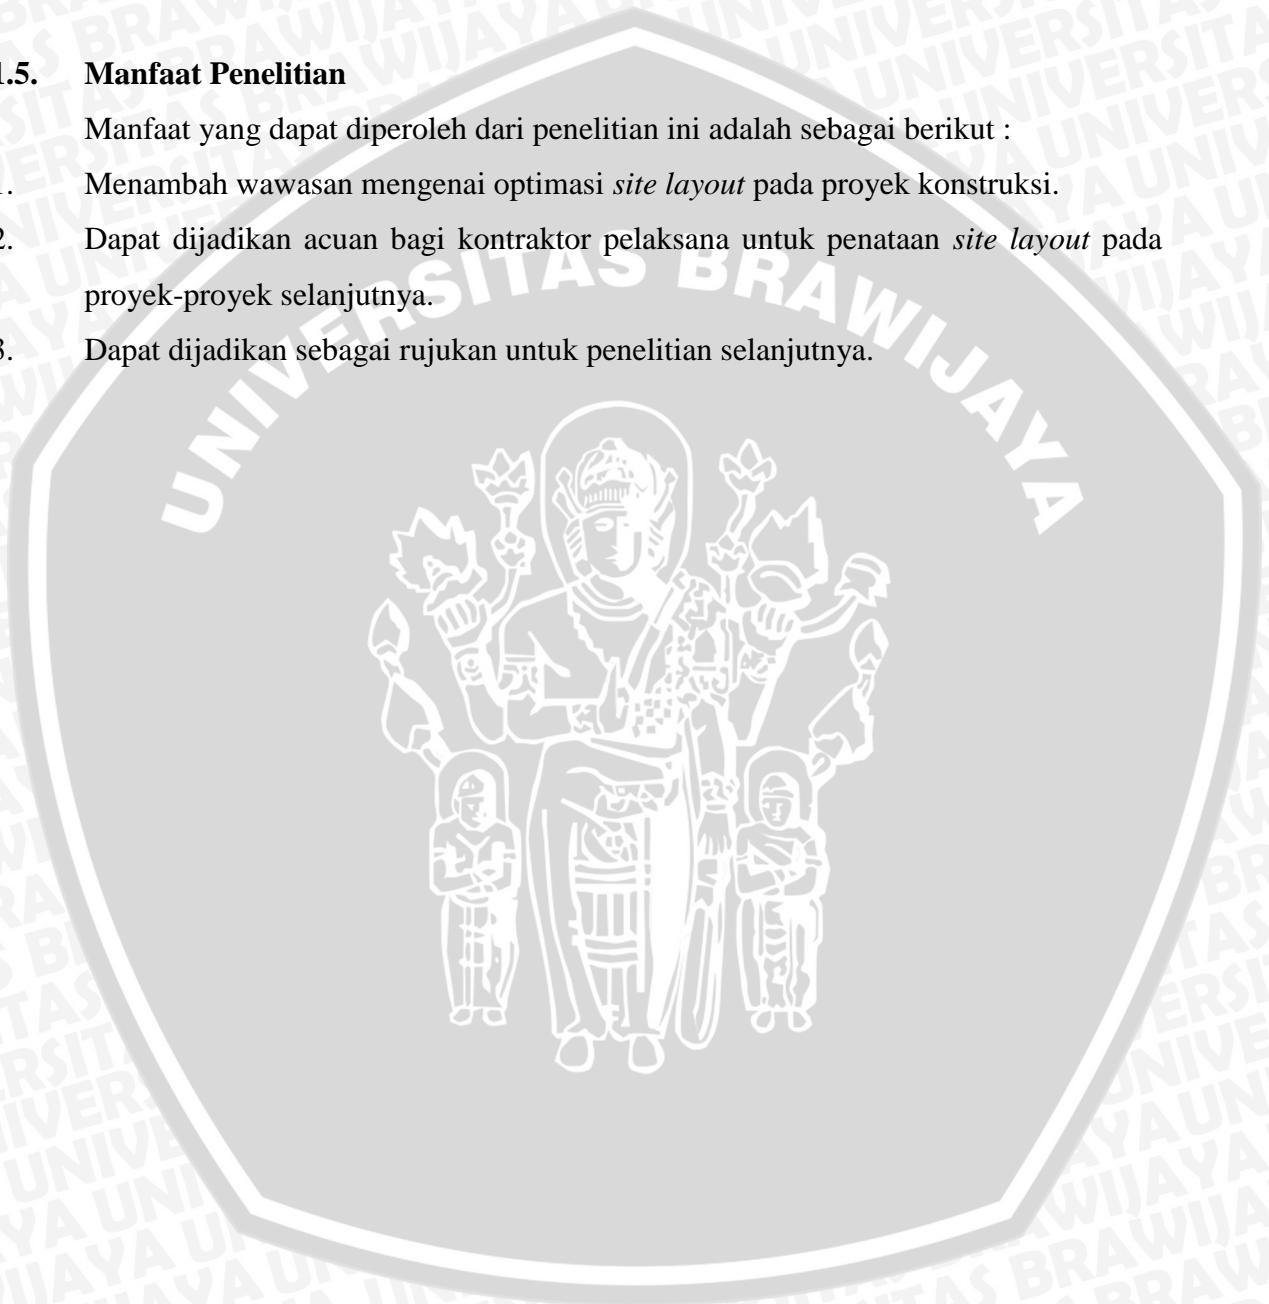 1.5. Manfaat Penelitian
Manfaat yang dapat diperoleh dari penelitian ini adalah sebagai berikut :
1. Menambah wawasan mengenai optimasi site layout pada proyek konstruksi.
2. Dapat dijadikan acuan bagi kontraktor pelaksana untuk penataan site layout pada
proyek-proyek selanjutnya.
3. Dapat dijadikan sebagai rujukan untuk penelitian selanjutnya.
UNIVERSITAS BRAWIJAYA